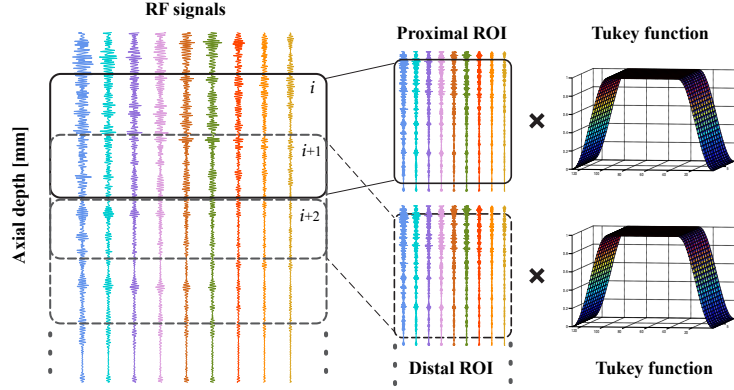 RF signals
Proximal ROI
Tukey function
Axial depth [mm]
i
i+1
i+2
×
×
Distal ROI
Tukey function